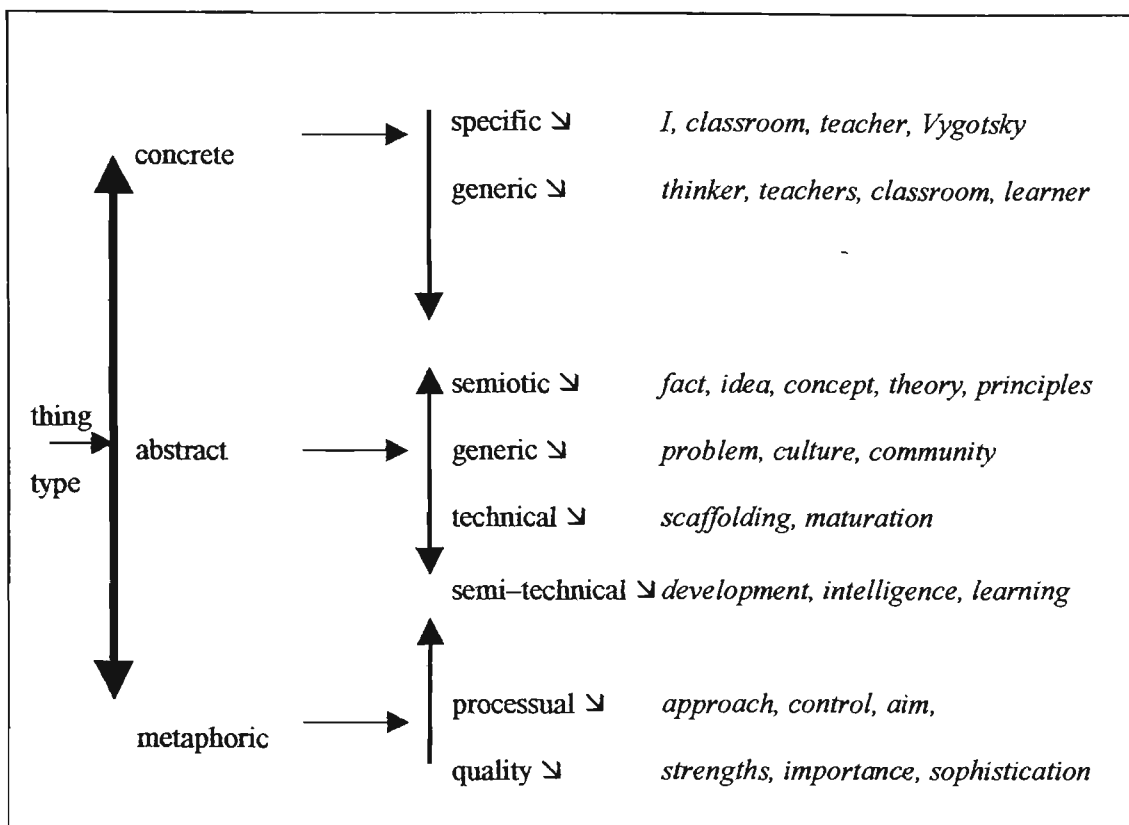 specific ↘ I, classroom, teacher, Vygotsky
concrete
generic ↘ thinker, teachers, classroom, learner
semiotic ↘ fact, idea, concept, theory, principles
thing
abstract
generic ↘ problem, culture, community
type
technical ↘ scaffolding, maturation
semi–technical ↘ development, intelligence, learning
processual ↘ approach, control, aim,
metaphoric
quality ↘ strengths, importance, sophistication